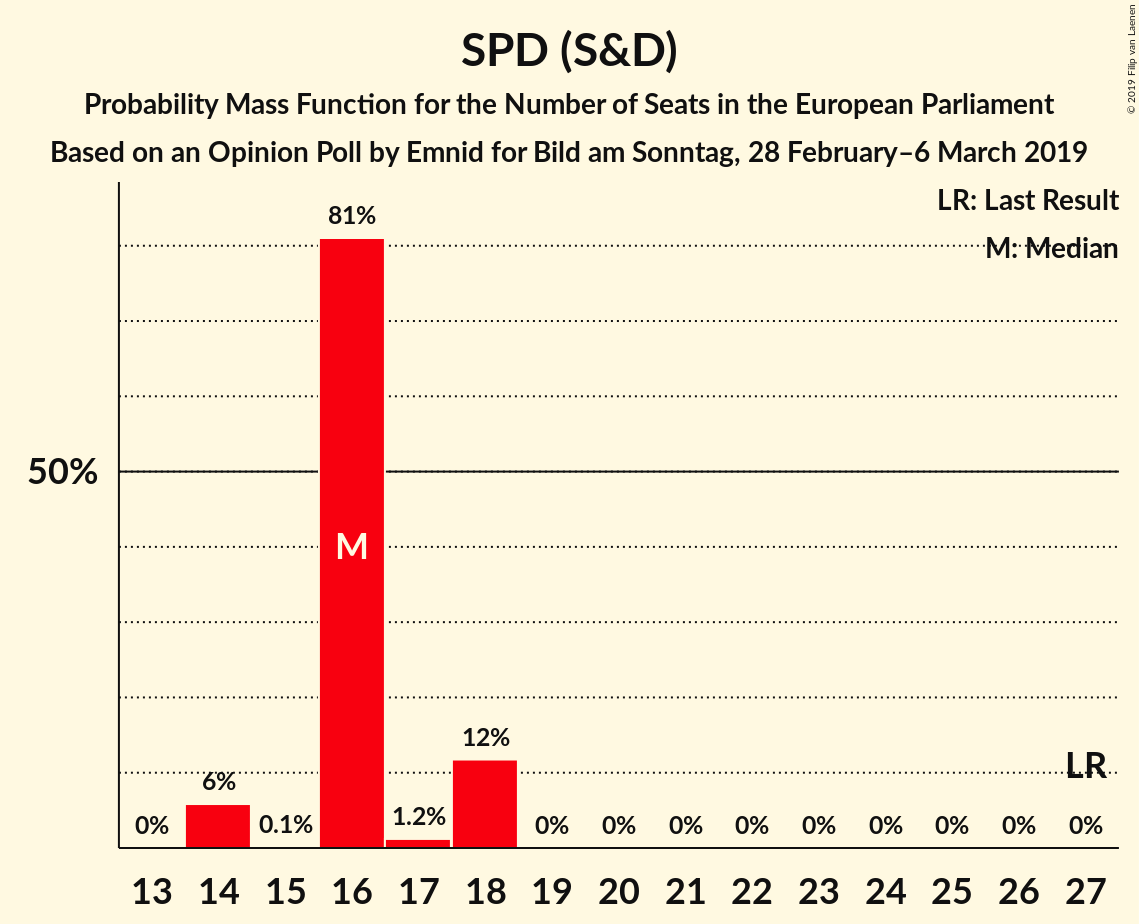 SPD (S&D)
Probability Mass Function for the Number of Seats in the European Parliament
Based on an Opinion Poll by Emnid for Bild am Sonntag, 28 February–6 March 2019
© 2019 Filip van Laenen
LR: Last Result
M: Median
50%
0% 6% 0.1% 81% 1.2% 12% 0% 0% 0% 0% 0% 0% 0% 0% 0%
M
LR
13 14 15 16 17 18 19 20 21 22 23 24 25 26 27